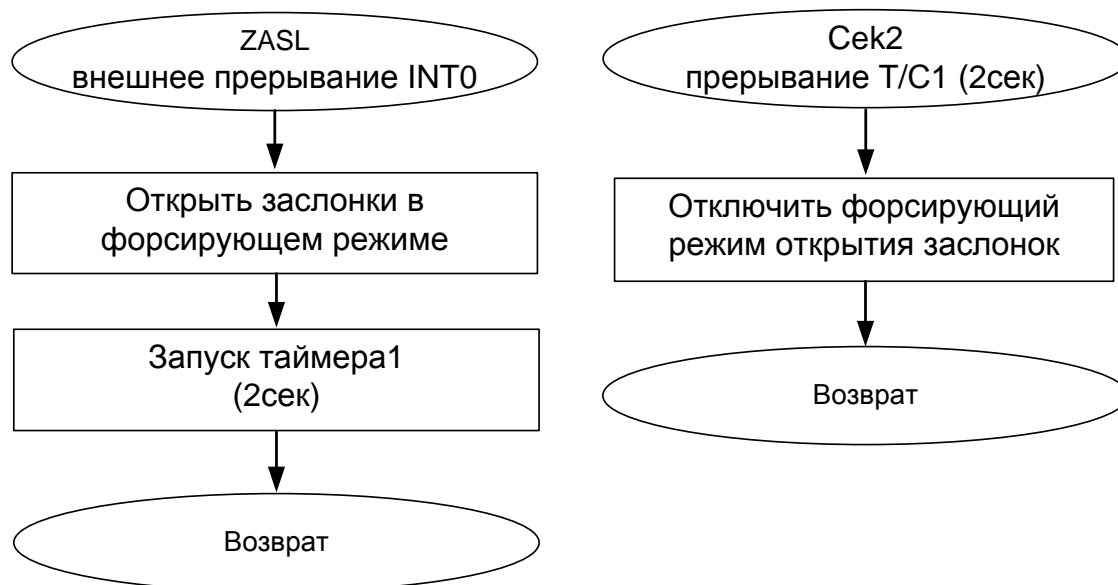 ZASL
внешнее прерывание INT0
Открыть заслонки в
форсирующем режиме
Запуск таймера1
(2сек)
Возврат
Cek2
прерывание Т/С1 (2сек)
Отключить форсирующий
режим открытия заслонок
Возврат